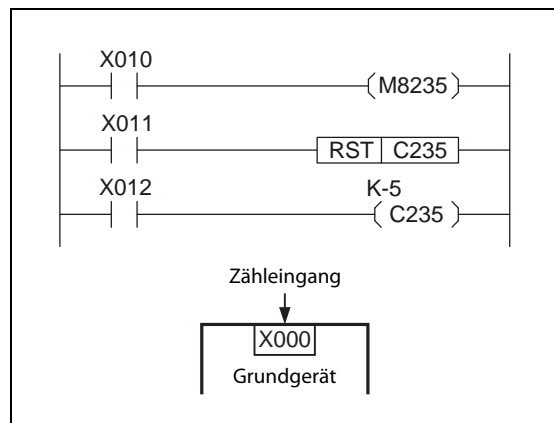 X010
(M8235)
X011
RST C235
X012
K-5
(C235)
Zähleingang
X000
Grundgerät